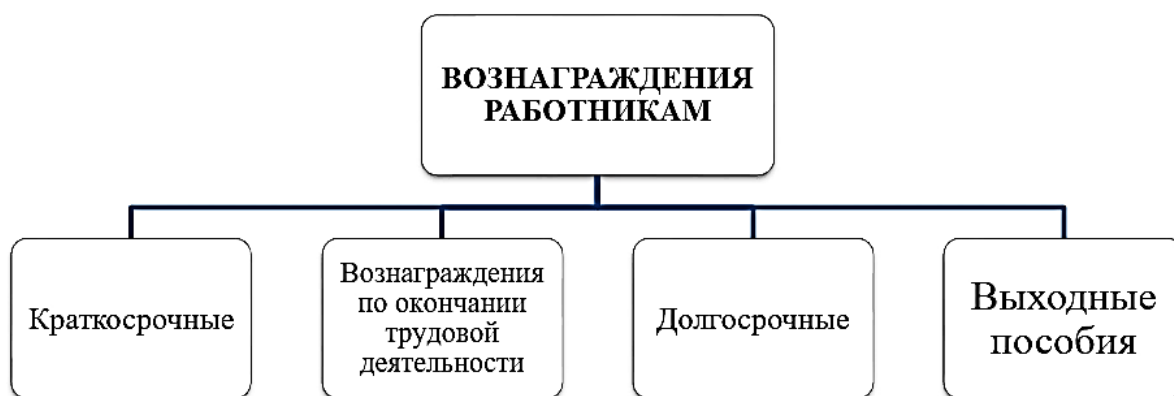 ВОЗНАГРАЖДЕНИЯ
РАБОТНИКАМ
Краткосрочные
Вознаграждения
по окончании
трудовой
деятельности
Долгосрочные
Выходные
пособия